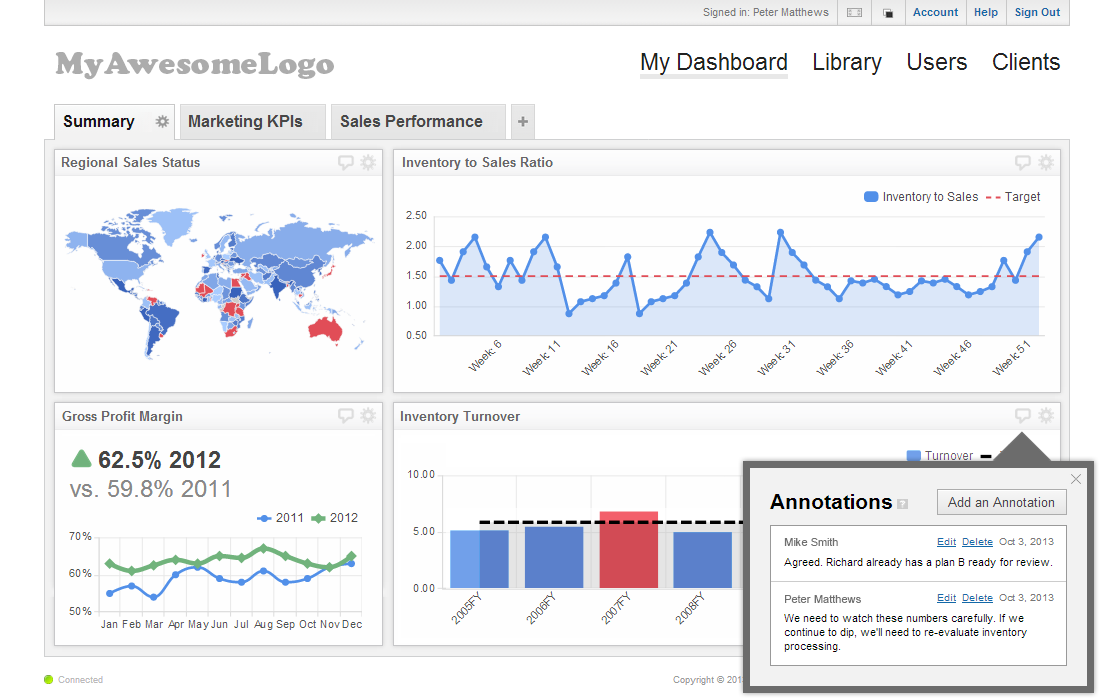 Signed in: Peter Matthews Account Help Sign Out
MyAwesomeLogo
My Dashboard Library Users Clients
Summary Marketing KPIs Sales Performance +
Regional Sales Status
Inventory to Sales Ratio
Inventory to Sales Target
2.50
2.00
1.50
1.00
0.50
Week: 6 Week: 11 Week: 16 Week: 21 Week: 26 Week: 31 Week: 36 Week: 41 Week: 46 Week: 51
Gross Profit Margin
62.5% 2012
vs. 59.8% 2011
2011 2012
70%
60%
50%
Jan Feb Mar Apr May Jun Jul Aug Sep Oct Nov Dec
Inventory Turnover
Turnover
10.00
5.00
0.00
2005FY 2006FY 2007FY 2008FY
Annotations ?
Add an Annotation
Mike Smith Edit Delete Oct 3, 2013
Agreed. Richard already has a plan B ready for review.
Peter Matthews Edit Delete Oct 3, 2013
We need to watch these numbers carefully. If we
continue to dip, we'll need to re-evaluate inventory
processing.
Connected
Copyright ©